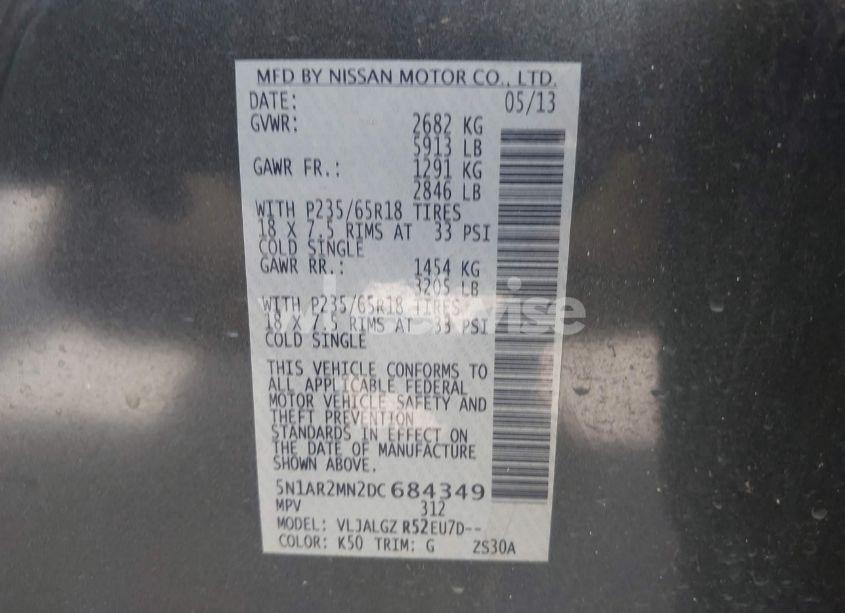 MFD BY NISSAN MOTOR CO., LTD.
DATE: 05/13
GVWR: 2682 KG
5913 LB
GAWR FR.: 1291 KG
2846 LB
WITH P235/65R18 TIRES
18 X 7.5 RIMS AT 33 PSI
COLD SINGLE
GAWR RR.: 1454 KG
3205 LB
WITH P235/65R18 TIRES
18 X 7.5 RIMS AT 33 PSI
COLD SINGLE
THIS VEHICLE CONFORMS TO
ALL APPLICABLE FEDERAL
MOTOR VEHICLE SAFETY AND
THEFT PREVENTION
STANDARDS IN EFFECT ON
THE DATE OF MANUFACTURE
SHOWN ABOVE.
5N1AR2MN2DC684349
MPV 312
MODEL: VLJALGZ R52EU7D--
COLOR: K50 TRIM: G ZS30A